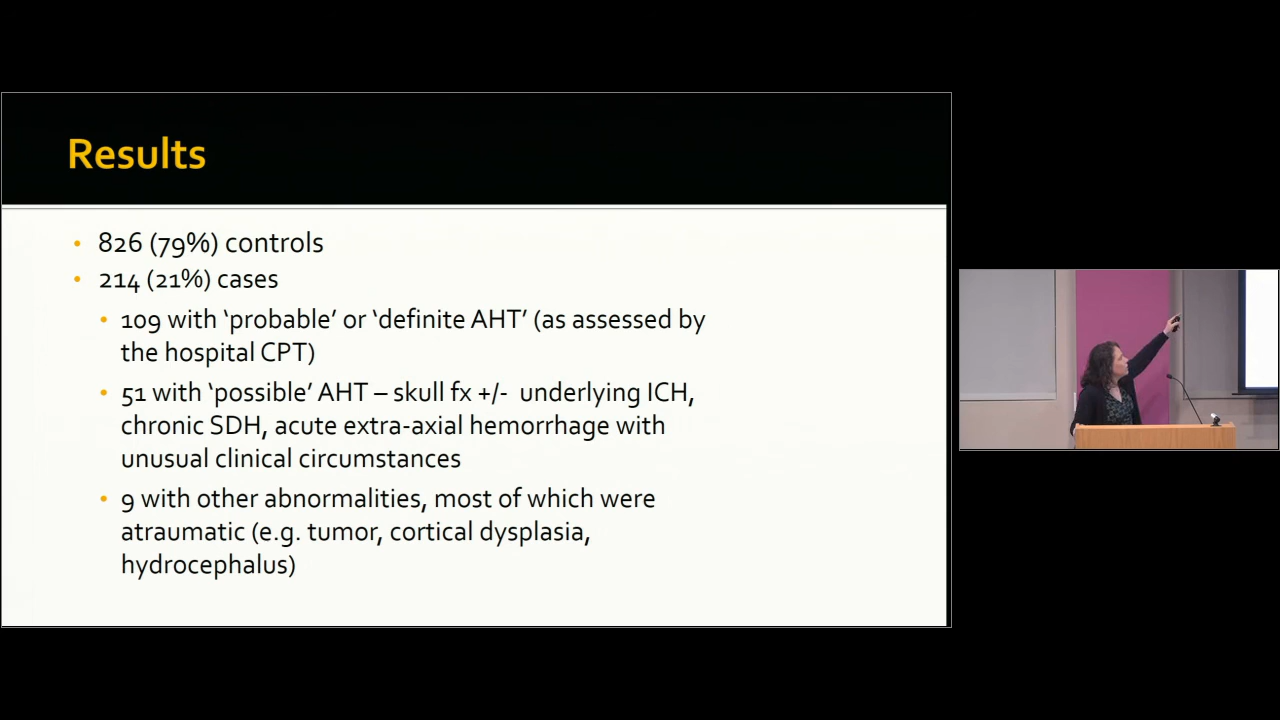 Results
826 (79%) controls
214 (21%) cases
109 with ‘probable’ or ‘definite AHT’ (as assessed by
the hospital CPT)
51 with ‘possible’ AHT – skull fx +/- underlying ICH,
chronic SDH, acute extra-axial hemorrhage with
unusual clinical circumstances
9 with other abnormalities, most of which were
atraumatic (e.g. tumor, cortical dysplasia,
hydrocephalus)